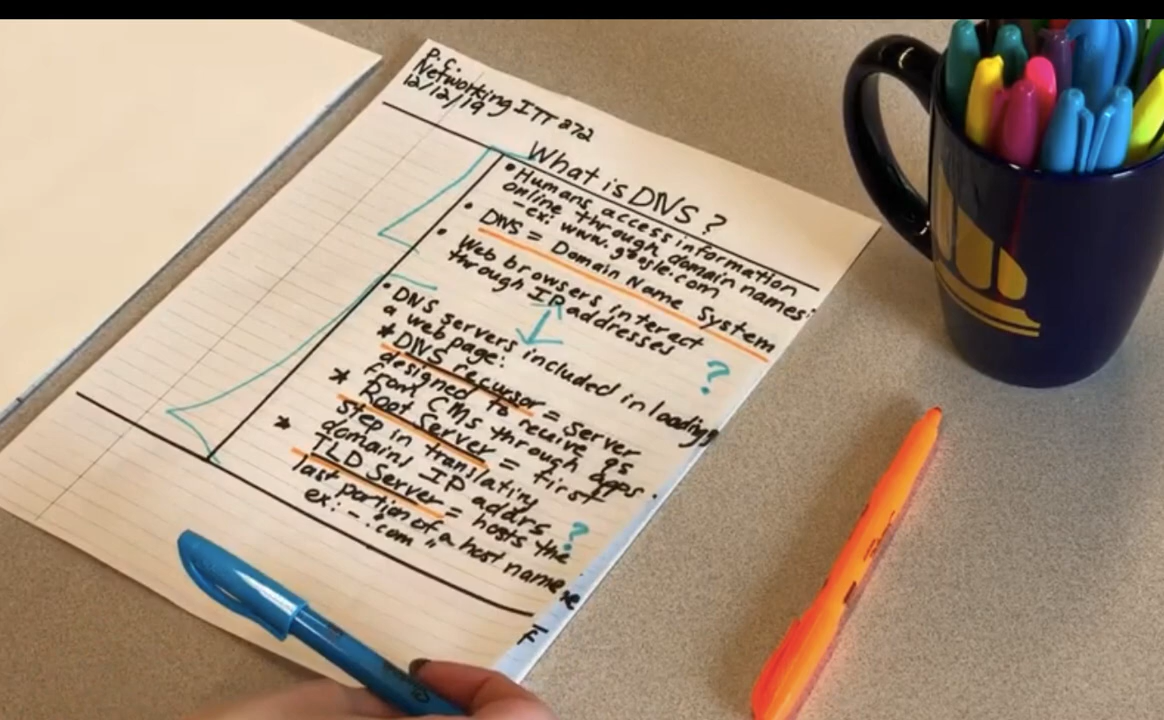 P.C.
Networking ITT 272
12/12/19
What is DNS?
• Humans access information
online through domain names:
-ex: www.google.com
• DNS = Domain Name System
• Web browsers interact
through IP addresses
?
• DNS servers included in loading
a webpage:
* DNS recursor = server
designed to receive qs
from CMs through apps.
* Root Server = first
step in translating
domains IP addrs
?
* TLD Server = hosts the
last portion of a host name
ex: -.com